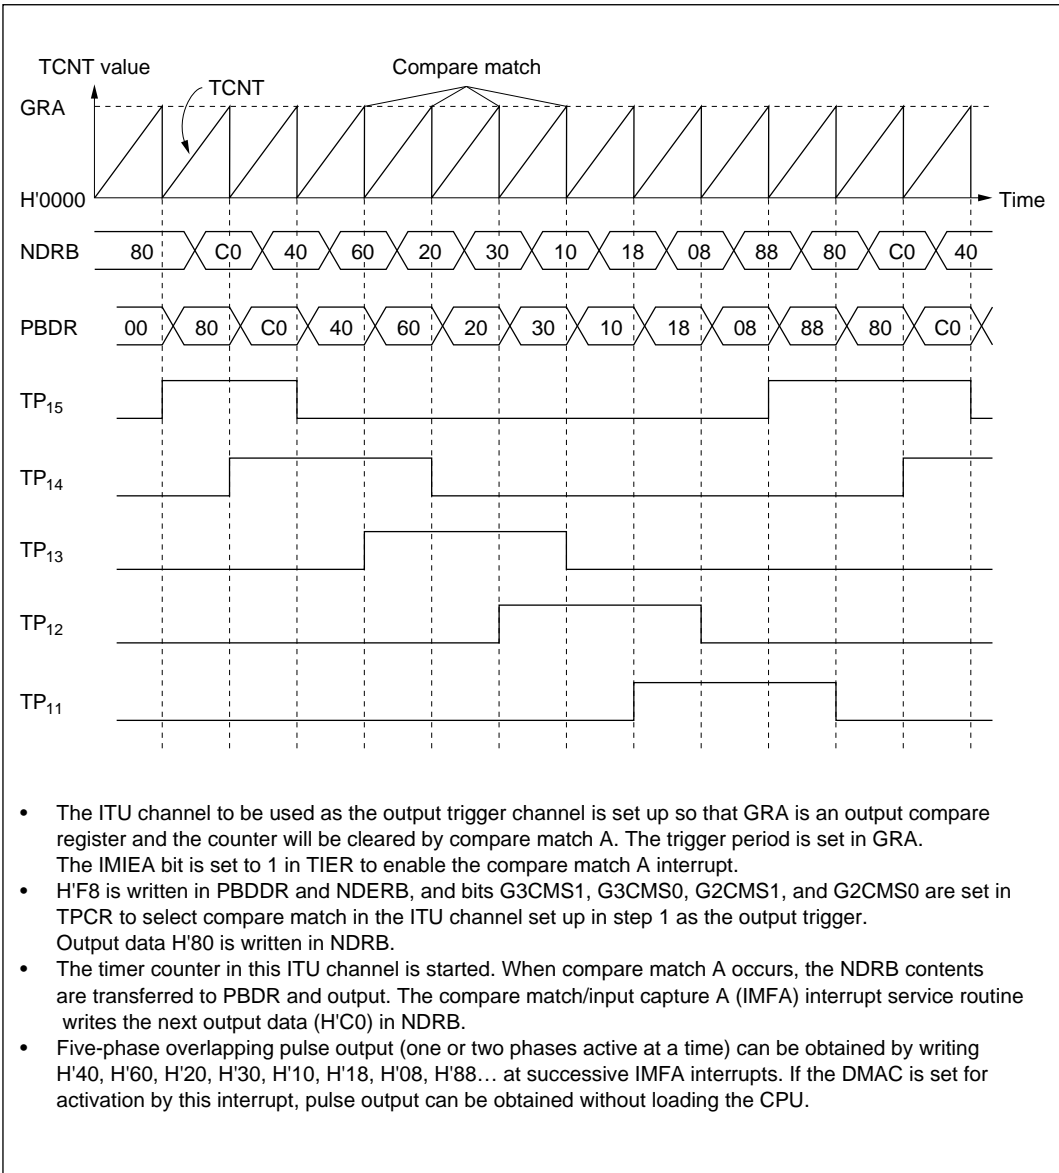 TCNT value
Compare match
TCNT
GRA
H'0000
Time
NDRB 80 C0 40 60 20 30 10 18 08 88 80 C0 40
PBDR 00 80 C0 40 60 20 30 10 18 08 88 80 C0
TP15
TP14
TP13
TP12
TP11
• The ITU channel to be used as the output trigger channel is set up so that GRA is an output compare
register and the counter will be cleared by compare match A. The trigger period is set in GRA.
The IMIEA bit is set to 1 in TIER to enable the compare match A interrupt.
• H'F8 is written in PBDDR and NDERB, and bits G3CMS1, G3CMS0, G2CMS1, and G2CMS0 are set in
TPCR to select compare match in the ITU channel set up in step 1 as the output trigger.
Output data H'80 is written in NDRB.
• The timer counter in this ITU channel is started. When compare match A occurs, the NDRB contents
are transferred to PBDR and output. The compare match/input capture A (IMFA) interrupt service routine
writes the next output data (H'C0) in NDRB.
• Five-phase overlapping pulse output (one or two phases active at a time) can be obtained by writing
H'40, H'60, H'20, H'30, H'10, H'18, H'08, H'88… at successive IMFA interrupts. If the DMAC is set for
activation by this interrupt, pulse output can be obtained without loading the CPU.